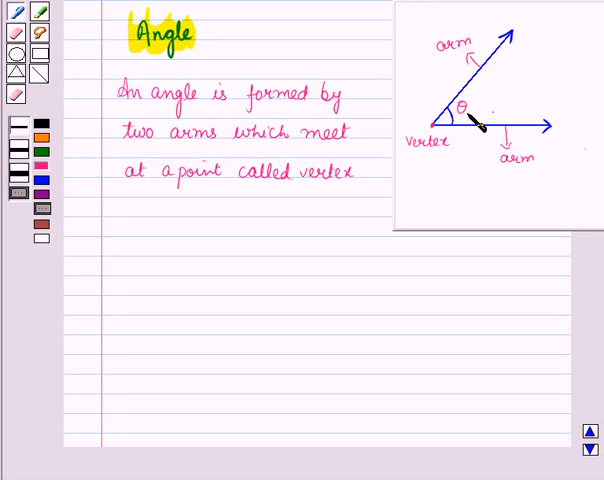 Angle
An angle is formed by
two arms which meet
at a point called vertex
arm
θ
vertex
arm